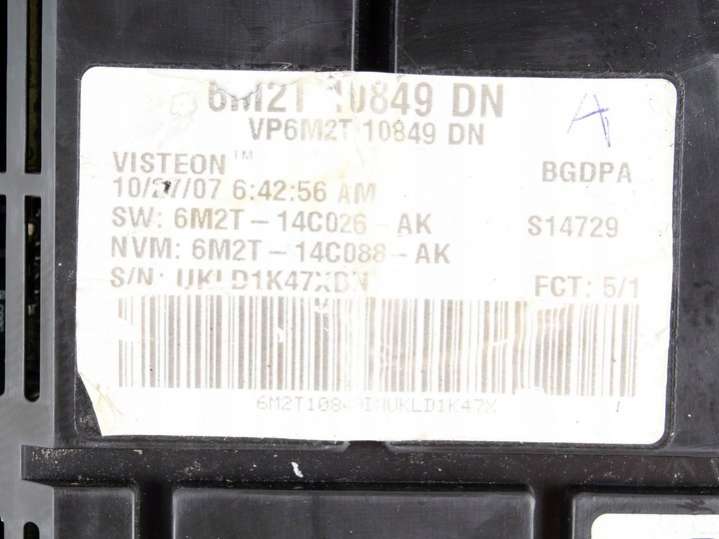 6M2T 10849 DN
VP6M2T 10849 DN
A
VISTEON™
BGDPA
10/27/07 6:42:56 AM
SW: 6M2T-14C026-AK
S14729
NVM: 6M2T-14C088-AK
S/N: UKLD1K47XDN
FCT: 5/1